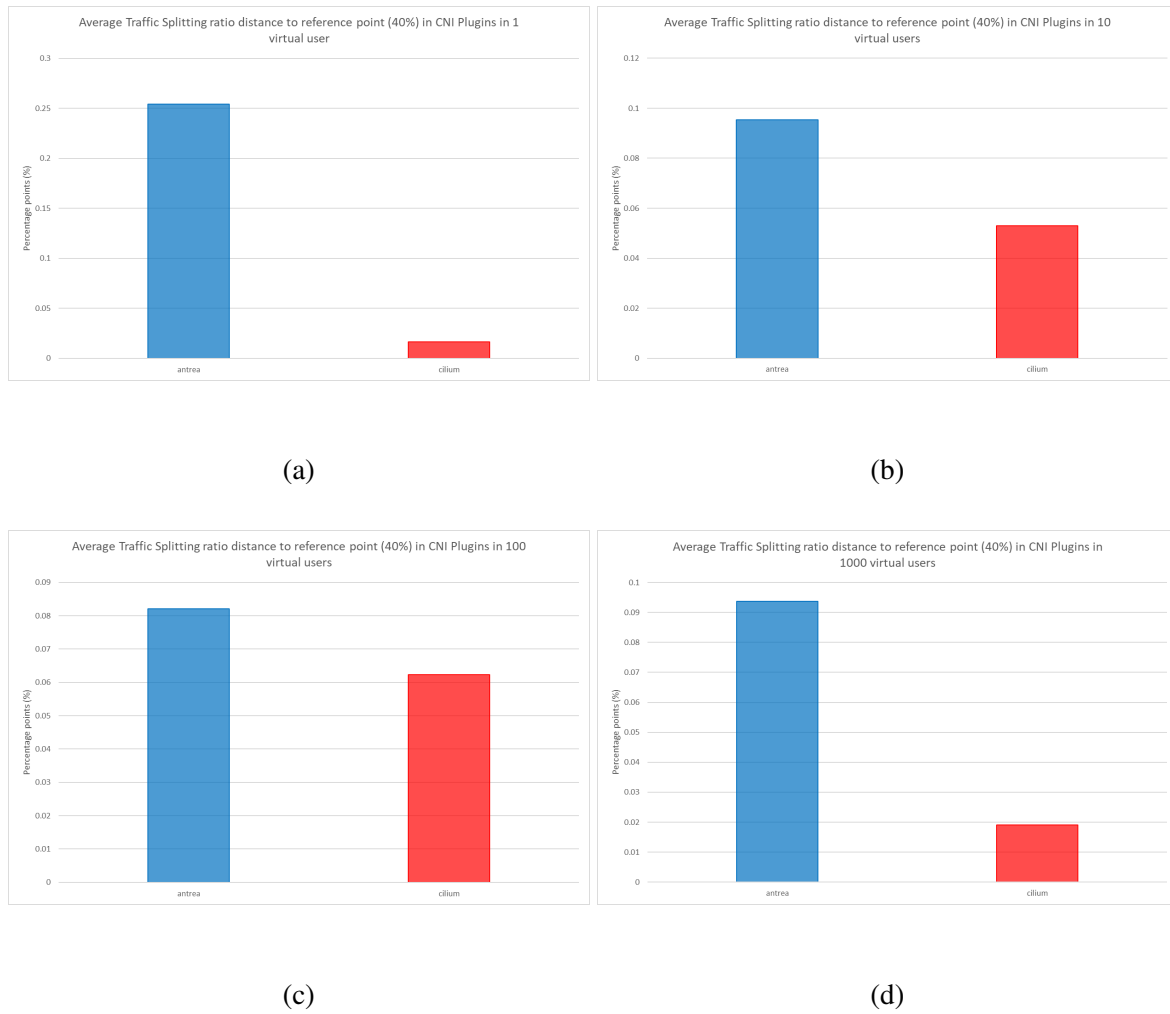 Average Traffic Splitting ratio distance to reference point (40%) in CNI Plugins in 1
virtual user
Percentage points (%)
0.3
0.25
0.2
0.15
0.1
0.05
0
antrea
cilium
(a)
Average Traffic Splitting ratio distance to reference point (40%) in CNI Plugins in 10
virtual users
Percentage points (%)
0.12
0.1
0.08
0.06
0.04
0.02
0
antrea
cilium
(b)
Average Traffic Splitting ratio distance to reference point (40%) in CNI Plugins in 100
virtual users
Percentage points (%)
0.09
0.08
0.07
0.06
0.05
0.04
0.03
0.02
0.01
0
antrea
cilium
(c)
Average Traffic Splitting ratio distance to reference point (40%) in CNI Plugins in
1000 virtual users
Percentage points (%)
0.1
0.09
0.08
0.07
0.06
0.05
0.04
0.03
0.02
0.01
0
antrea
cilium
(d)